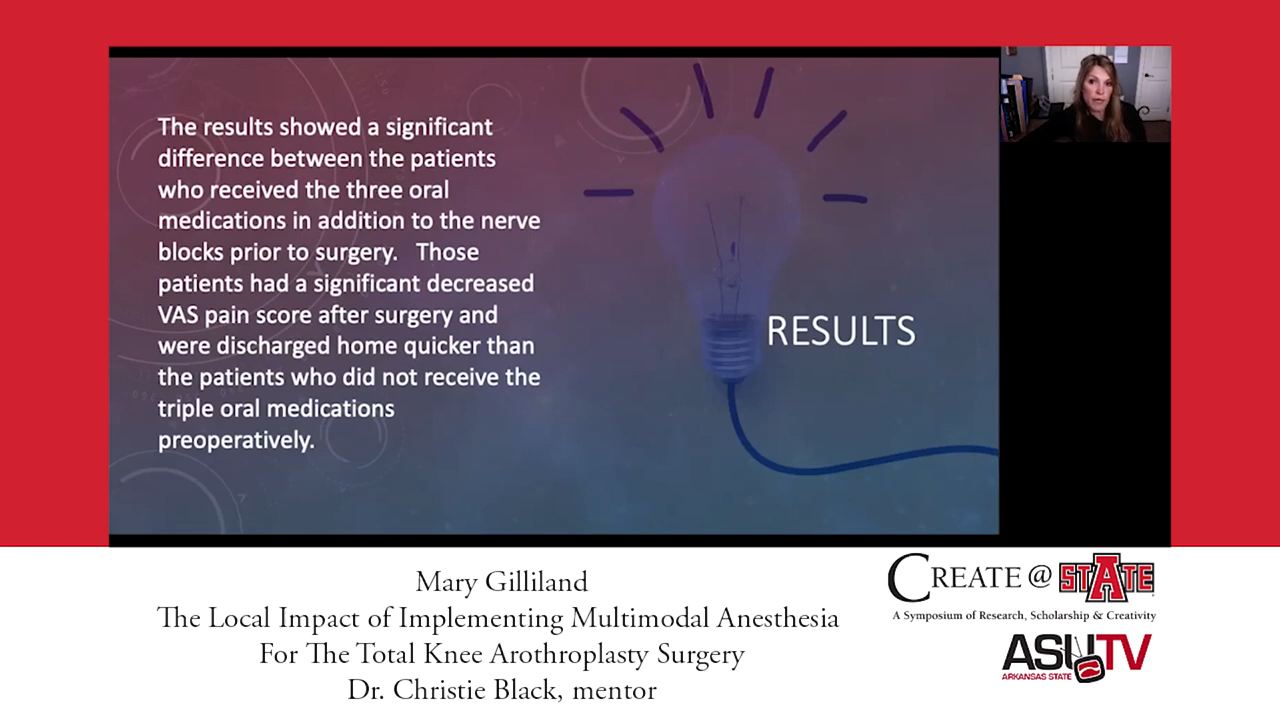 The results showed a significant
difference between the patients
who received the three oral
medications in addition to the nerve
blocks prior to surgery. Those
patients had a significant decreased
VAS pain score after surgery and
were discharged home quicker than
the patients who did not receive the
triple oral medications
preoperatively.
RESULTS
Mary Gilliland
The Local Impact of Implementing Multimodal Anesthesia
For The Total Knee Arothroplasty Surgery
Dr. Christie Black, mentor
CREATE @ STATE
A Symposium of Research, Scholarship & Creativity
ASUTV
ARKANSAS STATE